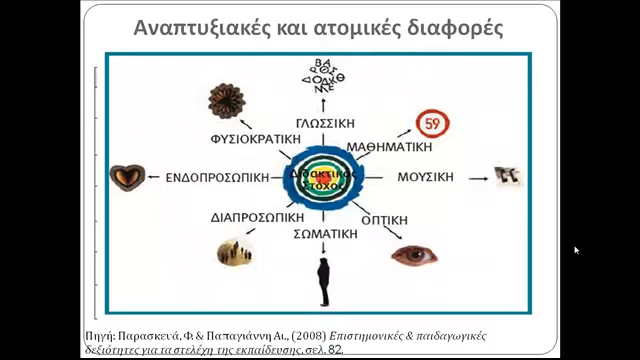 Αναπτυξιακές και ατομικές διαφορές
ΓΛΩΣΣΙΚΗ
59
ΦΥΣΙΟΚΡΑΤΙΚΗ
ΜΑΘΗΜΑΤΙΚΗ
ΕΝΔΟΠΡΟΣΩΠΙΚΗ
Διδακτικός
Στόχος
ΜΟΥΣΙΚΗ
ΔΙΑΠΡΟΣΩΠΙΚΗ
ΟΠΤΙΚΗ
ΣΩΜΑΤΙΚΗ
Πηγή: Παρασκευά, Φ. & Παπαγιάννη Αι., (2008) Επιστημονικές & παιδαγωγικές
δεξιότητες για τα στελέχη της εκπαίδευσης, σελ. 82.